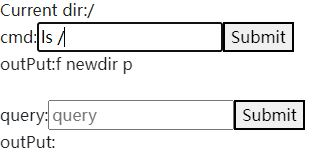 Current dir:/
cmd:ls / Submit
outPut:f newdir p
query:query Submit
outPut: